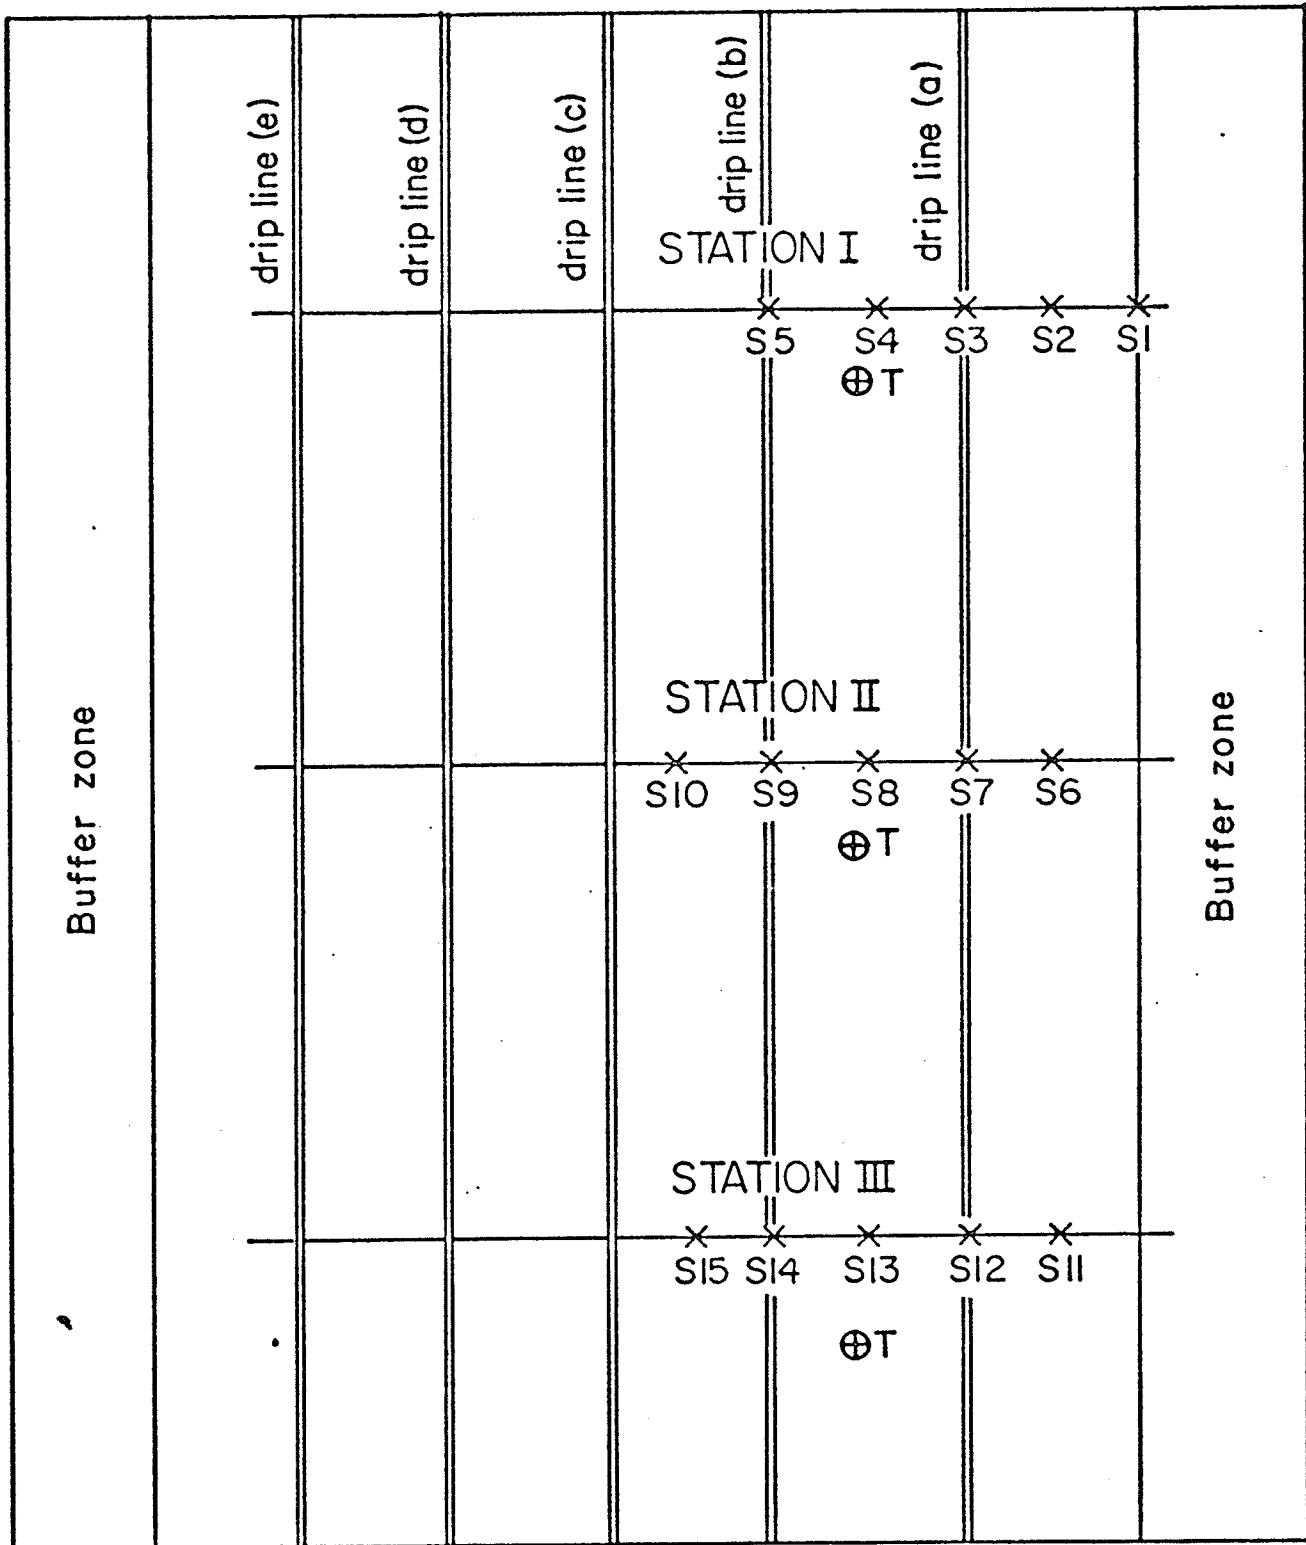 drip line (e)
drip line (d)
drip line (c)
drip line (b)
drip line (a)
STATION I
S5 S4 S3 S2 S1
T
STATION II
S10 S9 S8 S7 S6
T
Buffer zone
Buffer zone
STATION III
S15 S14 S13 S12 S11
T